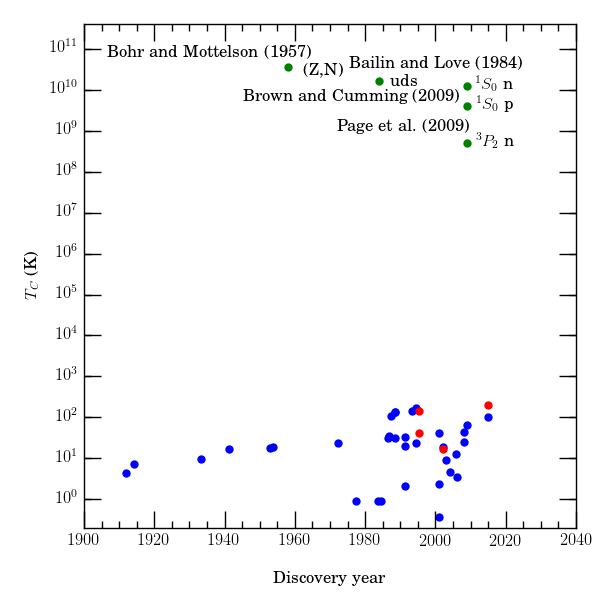 10¹¹
Bohr and Mottelson (1957)
Bailin and Love (1984)
(Z,N)
uds
¹S₀ n
10¹⁰
Brown and Cumming (2009)
¹S₀ p
10⁹
Page et al. (2009)
³P₂ n
10⁸
10⁷
10⁶
T_C (K)
10⁵
10⁴
10³
10²
10¹
10⁰
1900 1920 1940 1960 1980 2000 2020 2040
Discovery year